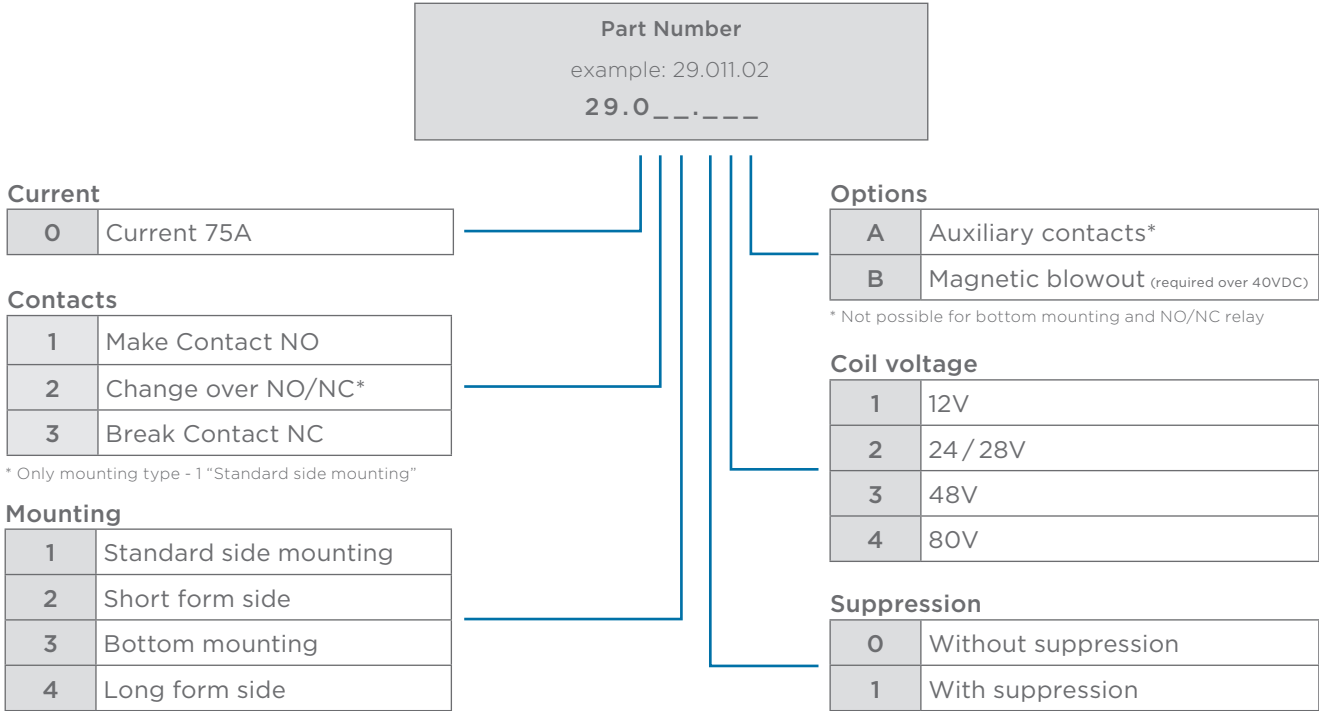 Part Number
example: 29.011.02
29.0__.___
Current
0 Current 75A
Contacts
1 Make Contact NO
2 Change over NO/NC*
3 Break Contact NC
* Only mounting type - 1 “Standard side mounting”
Mounting
1 Standard side mounting
2 Short form side
3 Bottom mounting
4 Long form side
Options
A Auxiliary contacts*
B Magnetic blowout (required over 40VDC)
* Not possible for bottom mounting and NO/NC relay
Coil voltage
1 12V
2 24 / 28V
3 48V
4 80V
Suppression
0 Without suppression
1 With suppression